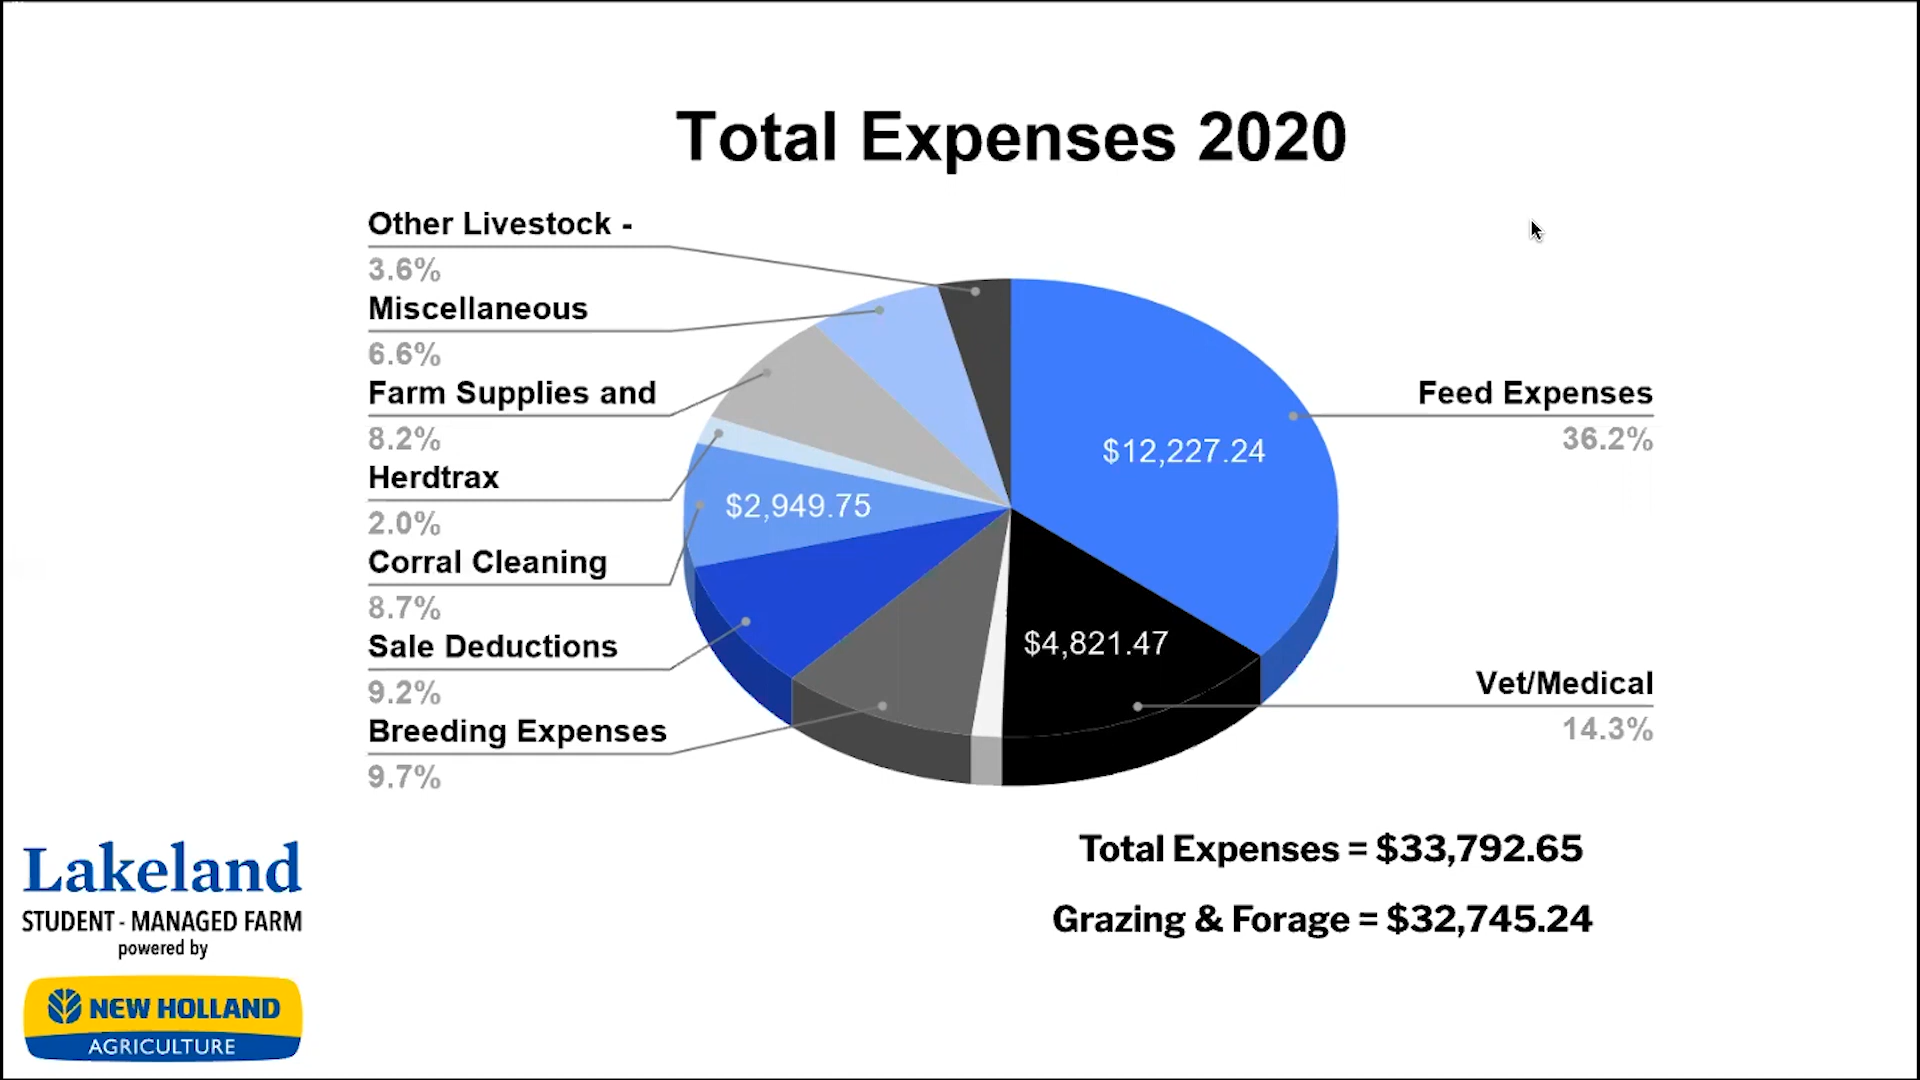 Total Expenses 2020
Other Livestock -
3.6%
Miscellaneous
6.6%
Farm Supplies and
8.2%
Herdtrax
2.0%
Corral Cleaning
8.7%
Sale Deductions
9.2%
Breeding Expenses
9.7%
$12,227.24
$2,949.75
$4,821.47
Feed Expenses
36.2%
Vet/Medical
14.3%
Total Expenses = $33,792.65
Grazing & Forage = $32,745.24
Lakeland
STUDENT - MANAGED FARM
powered by
NEW HOLLAND
AGRICULTURE